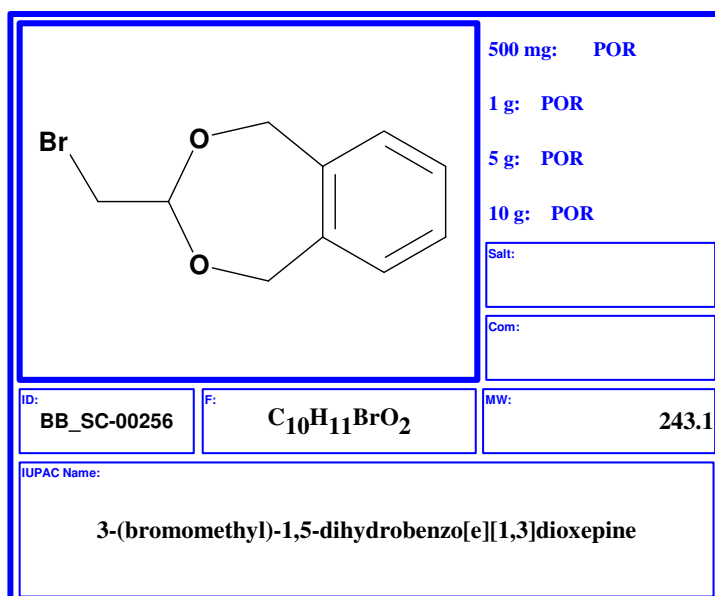 500 mg: POR
1 g: POR
5 g: POR
10 g: POR
Br
O
O
Salt:
Com:
ID:
BB_SC-00256
F:
C10H11BrO2
MW:
243.1
IUPAC Name:
3-(bromomethyl)-1,5-dihydrobenzo[e][1,3]dioxepine